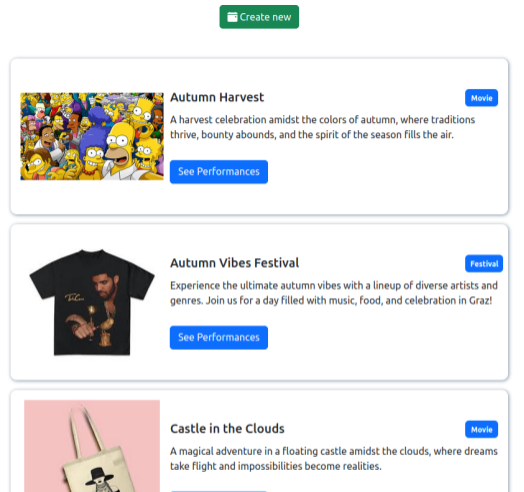 Create new
Autumn Harvest
Movie
A harvest celebration amidst the colors of autumn, where traditions
thrive, bounty abounds, and the spirit of the season fills the air.
See Performances
Autumn Vibes Festival
Festival
Experience the ultimate autumn vibes with a lineup of diverse artists and
genres. Join us for a day filled with music, food, and celebration in Graz!
See Performances
Castle in the Clouds
Movie
A magical adventure in a floating castle amidst the clouds, where dreams
take flight and impossibilities become realities.